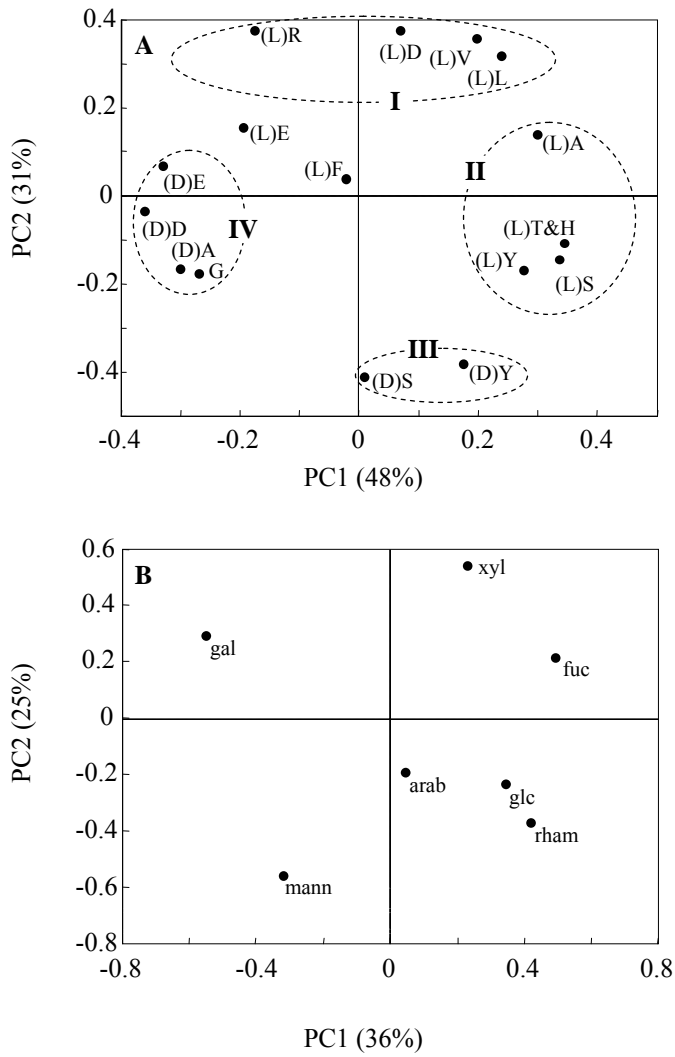 A
0.4
0.2
0
-0.2
-0.4
PC2 (31%)
(L)R
(L)D
(L)V
(L)L
I
(L)E
(L)F
(L)A
II
(D)E
(D)D
IV
(D)A
G
(L)T&H
(L)Y
(L)S
III
(D)S
(D)Y
-0.4
-0.2
0
0.2
0.4
PC1 (48%)
B
0.6
0.4
0.2
0
-0.2
-0.4
-0.6
-0.8
PC2 (25%)
xyl
gal
fuc
arab
glc
rham
mann
-0.8
-0.4
0
0.4
0.8
PC1 (36%)